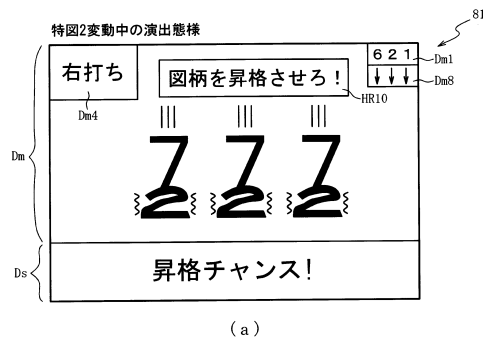 特図2変動中の演出態様
81
右打ち
図柄を昇格させろ!
6 2 1
Dm1
↓ ↓ ↓
Dm8
Dm4
HR10
Dm
7 7 7
2 2 2
Ds
昇格チャンス!
(a)